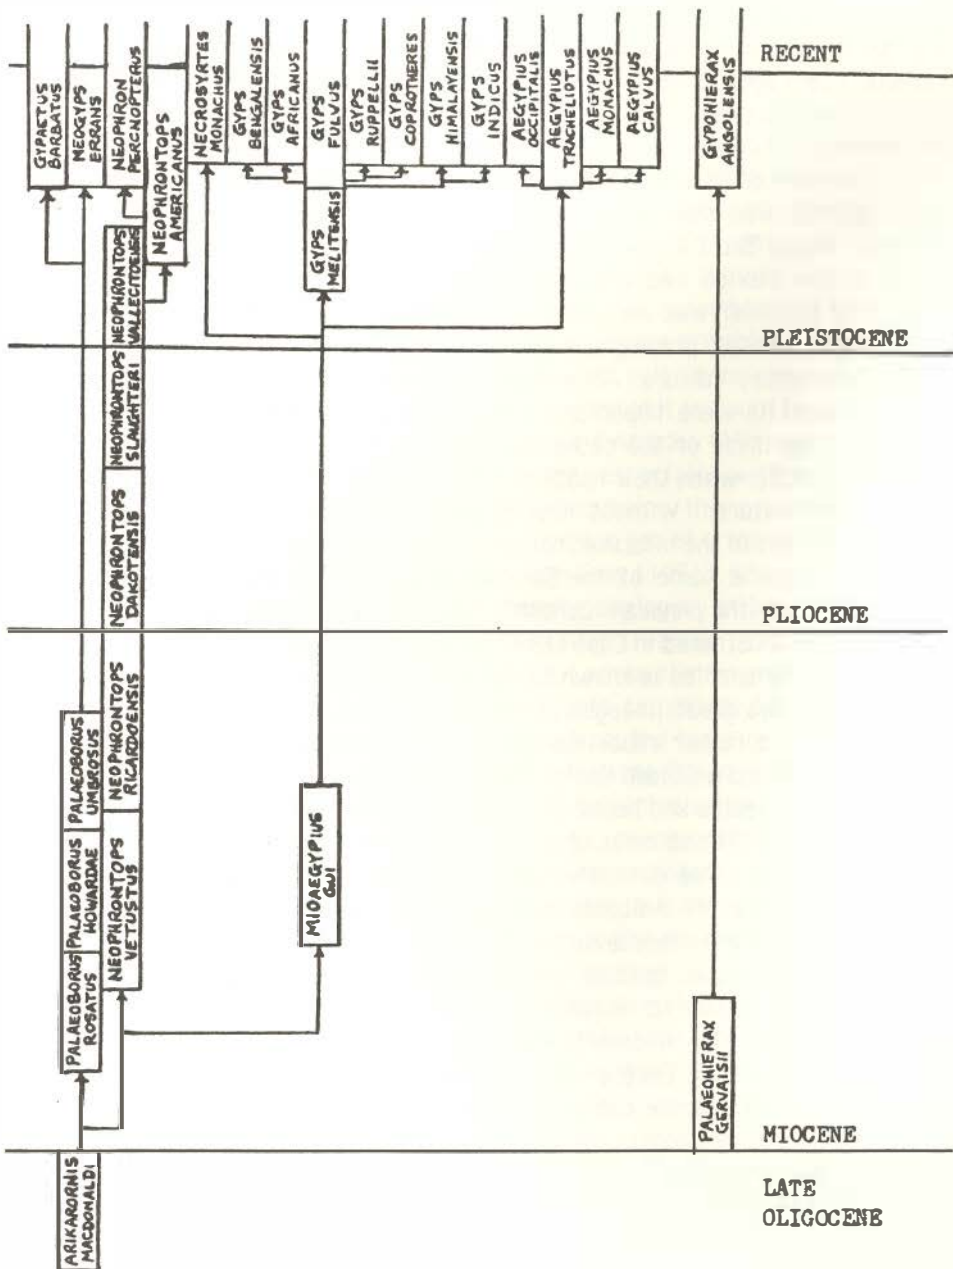 GYPAETUS
BARBATUS
NEOGYPS
ERRANS
NEOPHRON
PERCNOPTERUS
NEOPHRONTOPS
AMERICANUS
NECROSYRTES
MONACHUS
GYPS
BENGALENSIS
GYPS
AFRICANUS
GYPS
FULVUS
GYPS
RUPPELLII
GYPS
COPROTHERES
GYPS
HIMALAYENSIS
GYPS
INDICUS
AEGYPIUS
OCCIPITALIS
AEGYPIUS
TRACHELIOTUS
AEGYPIUS
MONACHUS
AEGYPIUS
CALVUS
GYPOHIERAX
ANGOLENSIS
RECENT
NEOPHRONTOPS
VALLECITOENSIS
GYPS
MELITENSIS
PLEISTOCENE
NEOPHRONTOPS
SLAUGHTERI
NEOPHRONTOPS
DAKOTENSIS
PLIOCENE
PALAEOBORUS
UMBROSUS
NEOPHRONTOPS
RICARDOENSIS
PALAEOBORUS
HOWARDAE
NEOPHRONTOPS
VETUSTUS
MIOAEGYPIUS
GUI
PALAEOBORUS
ROSATUS
PALAEOHIERAX
GERVAISII
MIOCENE
ARIKARORNIS
MACDONALDI
LATE
OLIGOCENE